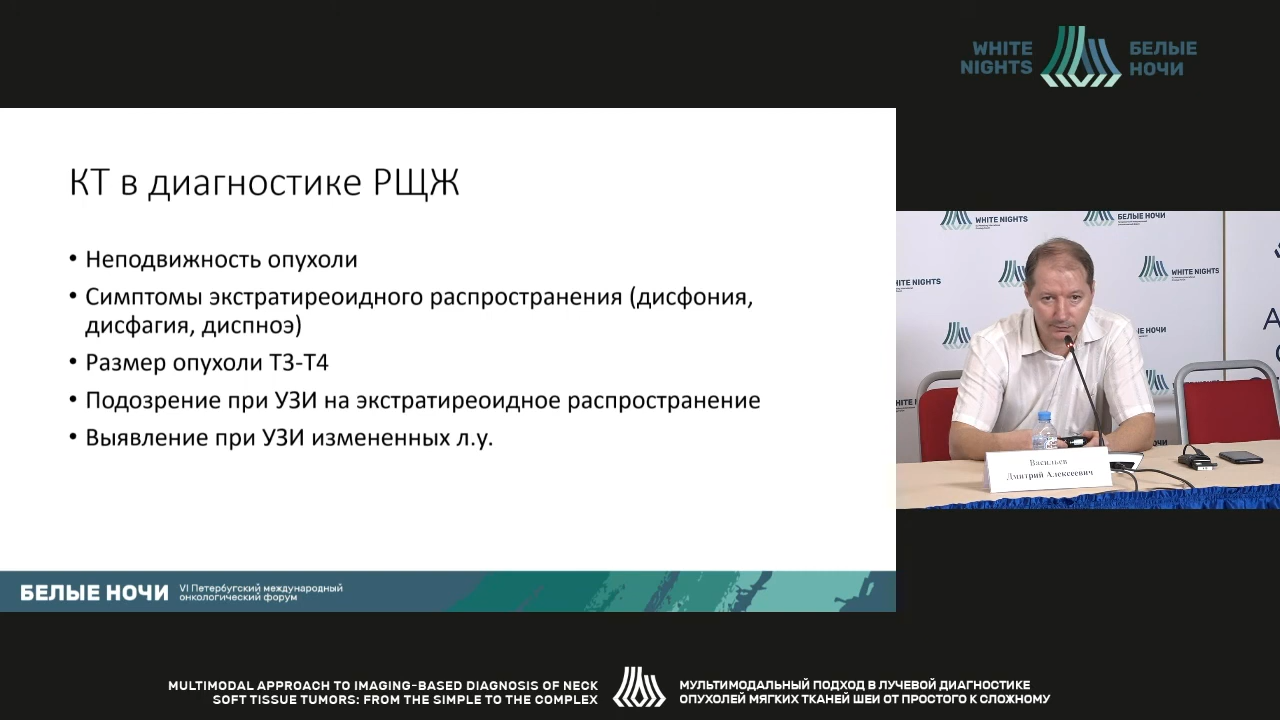 WHITE
NIGHTS
БЕЛЫЕ
НОЧИ
КТ в диагностике РЩЖ
• Неподвижность опухоли
• Симптомы экстратиреоидного распространения (дисфония,
дисфагия, диспноэ)
• Размер опухоли Т3-Т4
• Подозрение при УЗИ на экстратиреоидное распространение
• Выявление при УЗИ измененных л.у.
WHITE NIGHTS
БЕЛЫЕ НОЧИ
WHITE NIGHTS
Васильев
Дмитрий Алексеевич
БЕЛЫЕ НОЧИ
VI Петербургский международный
онкологический форум
MULTIMODAL APPROACH TO IMAGING-BASED DIAGNOSIS OF NECK
SOFT TISSUE TUMORS: FROM THE SIMPLE TO THE COMPLEX
МУЛЬТИМОДАЛЬНЫЙ ПОДХОД В ЛУЧЕВОЙ ДИАГНОСТИКЕ
ОПУХОЛЕЙ МЯГКИХ ТКАНЕЙ ШЕИ ОТ ПРОСТОГО К СЛОЖНОМУ